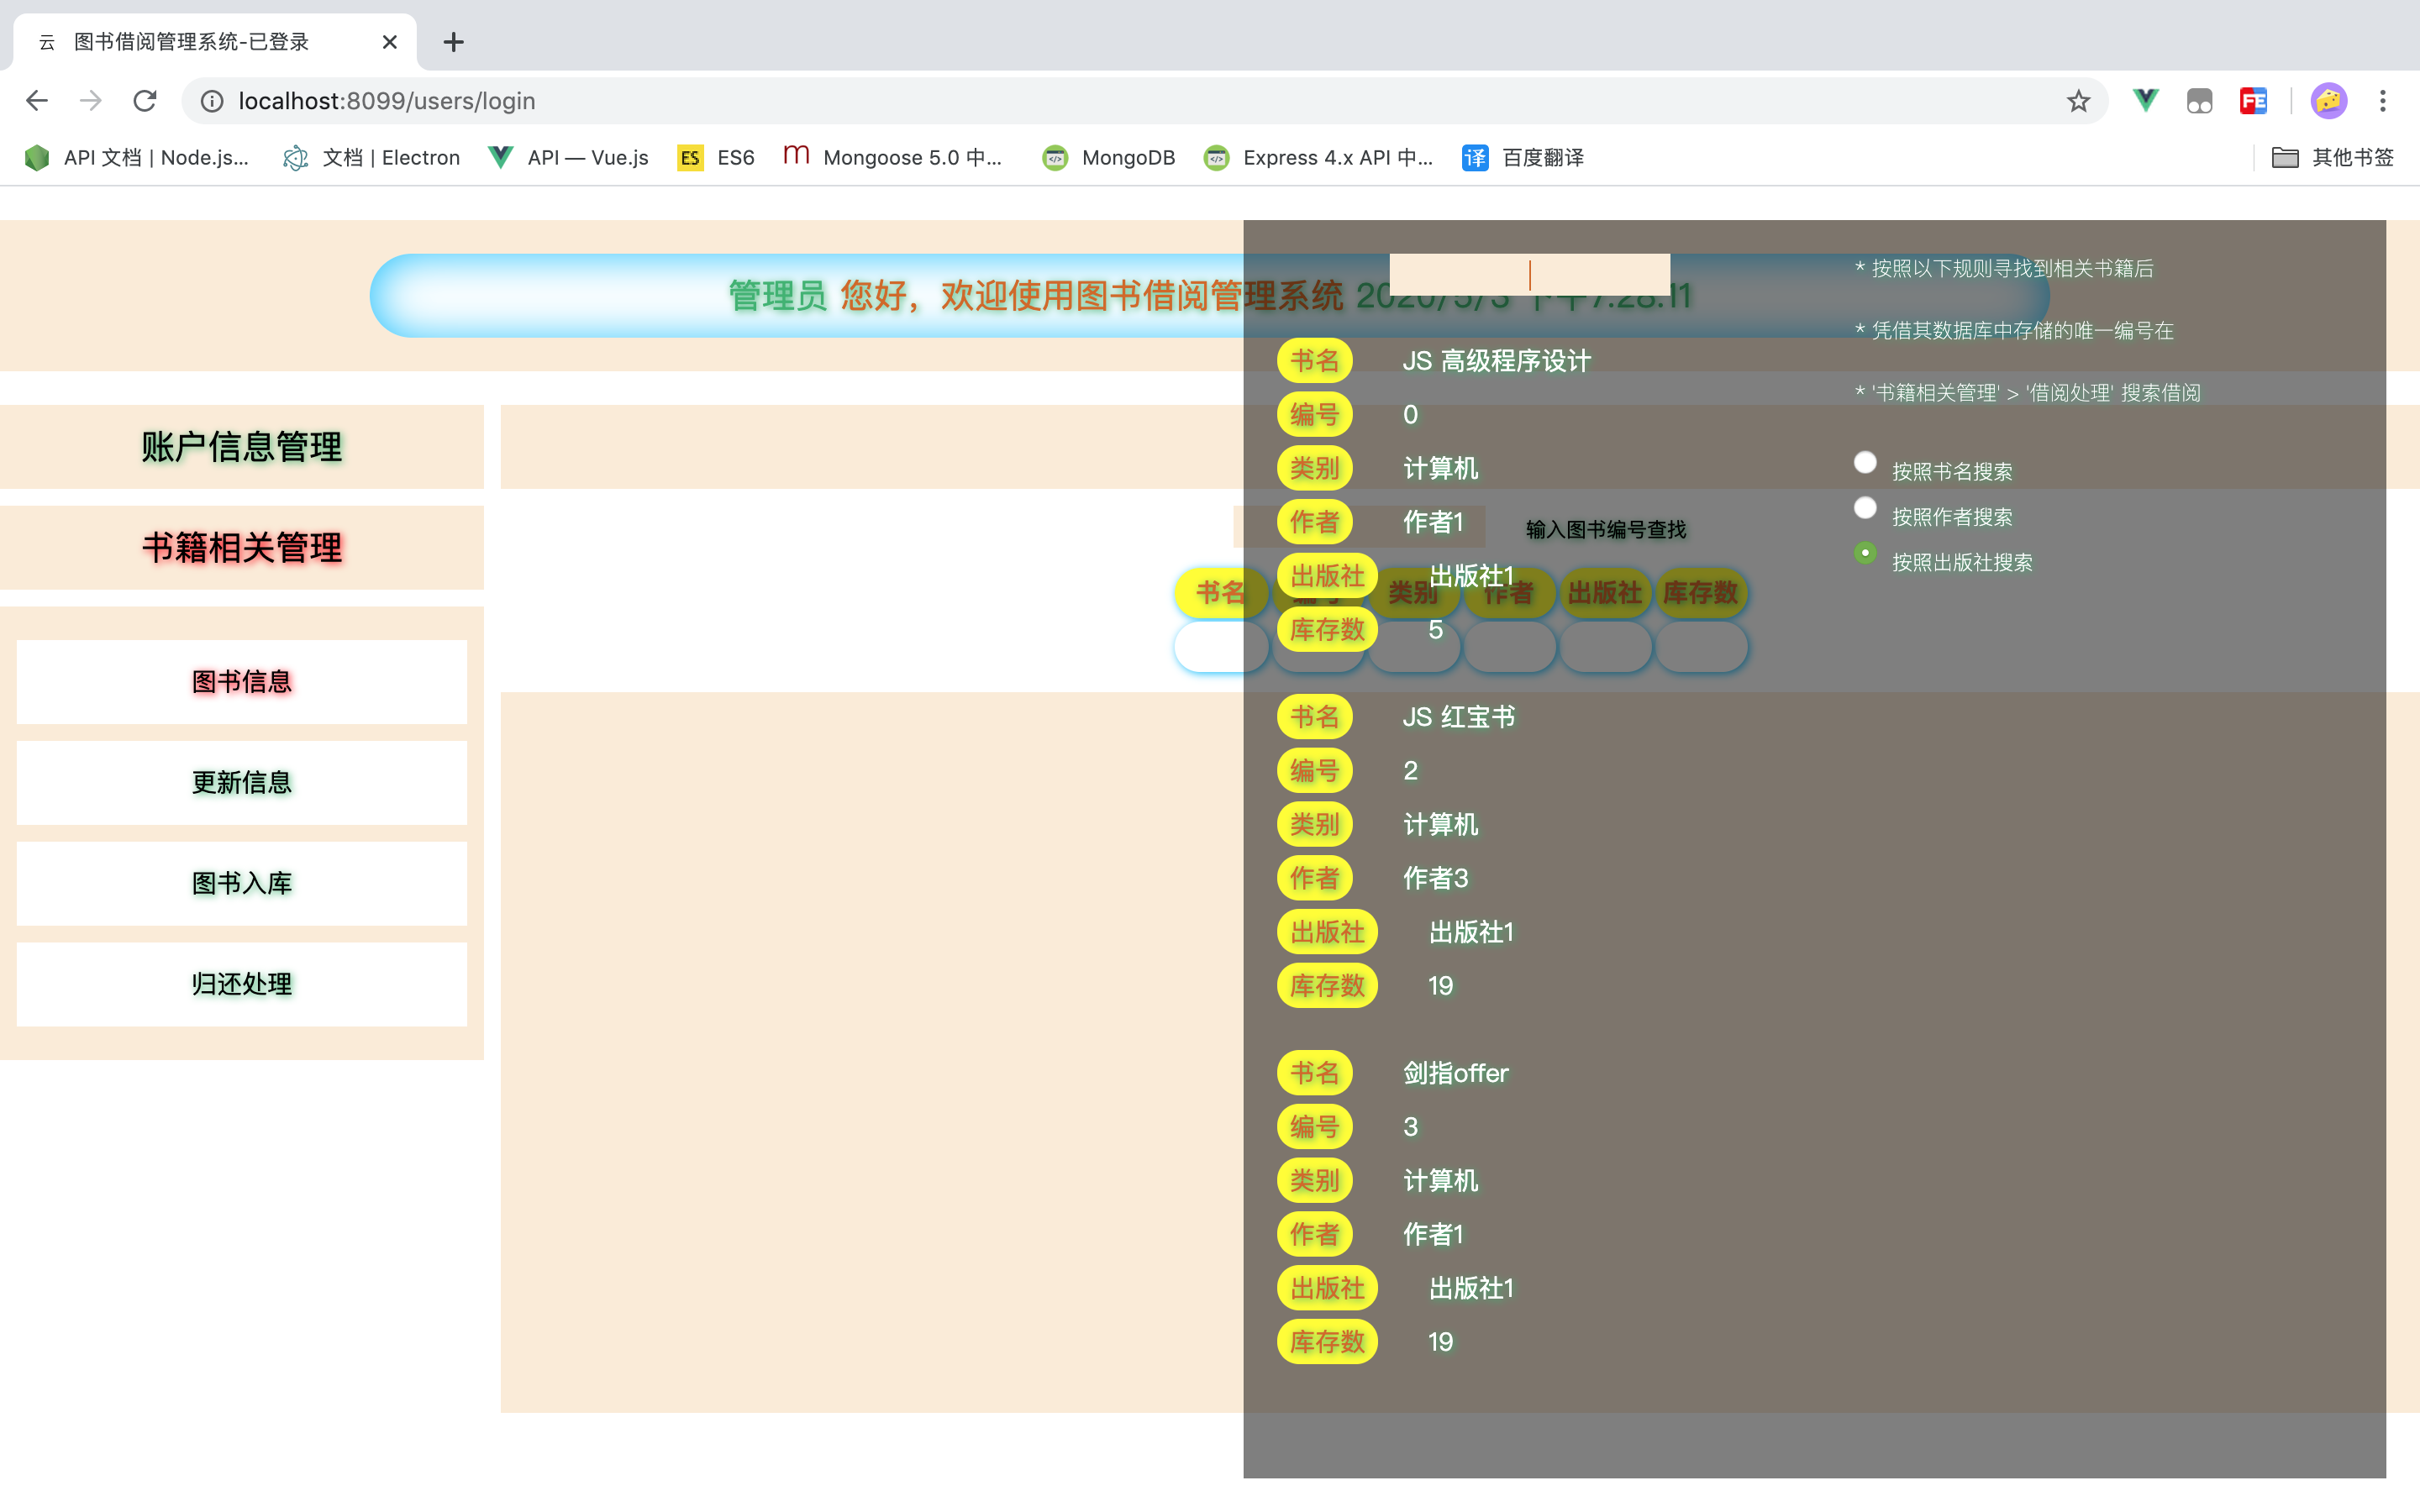 云 图书借阅管理系统-已登录
localhost:8099/users/login
API 文档 | Node.js... 文档 | Electron API — Vue.js ES ES6 m Mongoose 5.0 中... MongoDB Express 4.x API 中... 译 百度翻译 其他书签
FE
管理员 您好，欢迎使用图书借阅管理系统 2020/5/3 下午7:28:11
账户信息管理
书籍相关管理
图书信息
更新信息
图书入库
归还处理
输入图书编号查找
书名 编号 类别 作者 出版社 库存数
* 按照以下规则寻找到相关书籍后
* 凭借其数据库中存储的唯一编号在
* '书籍相关管理' > '借阅处理' 搜索借阅
按照书名搜索
按照作者搜索
按照出版社搜索
书名 JS 高级程序设计
编号 0
类别 计算机
作者 作者1
出版社 出版社1
库存数 5
书名 JS 红宝书
编号 2
类别 计算机
作者 作者3
出版社 出版社1
库存数 19
书名 剑指offer
编号 3
类别 计算机
作者 作者1
出版社 出版社1
库存数 19